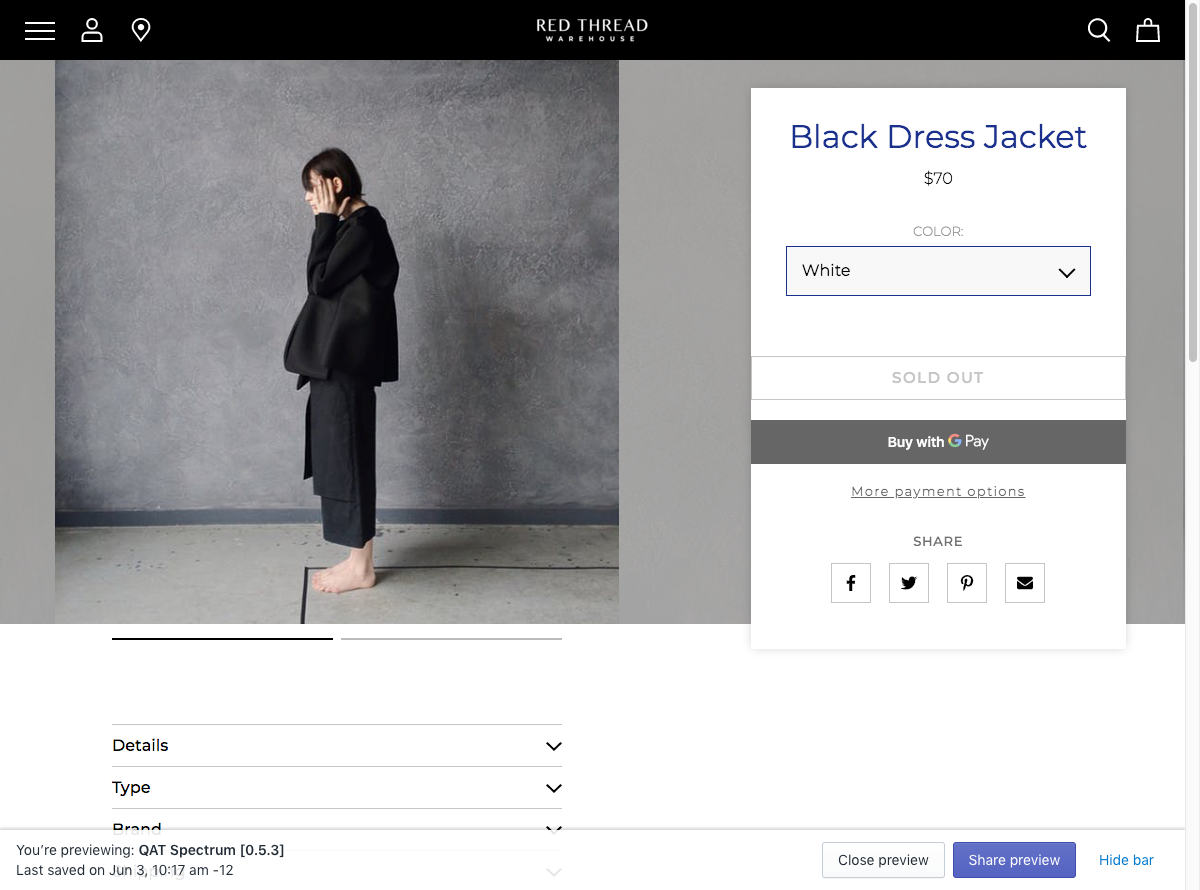 RED THREAD
WAREHOUSE
Black Dress Jacket
$70
COLOR:
White
SOLD OUT
Buy with G Pay
More payment options
SHARE
Details
Type
Brand
You’re previewing: QAT Spectrum [0.5.3]
Last saved on Jun 3, 10:17 am -12
Close preview
Share preview
Hide bar